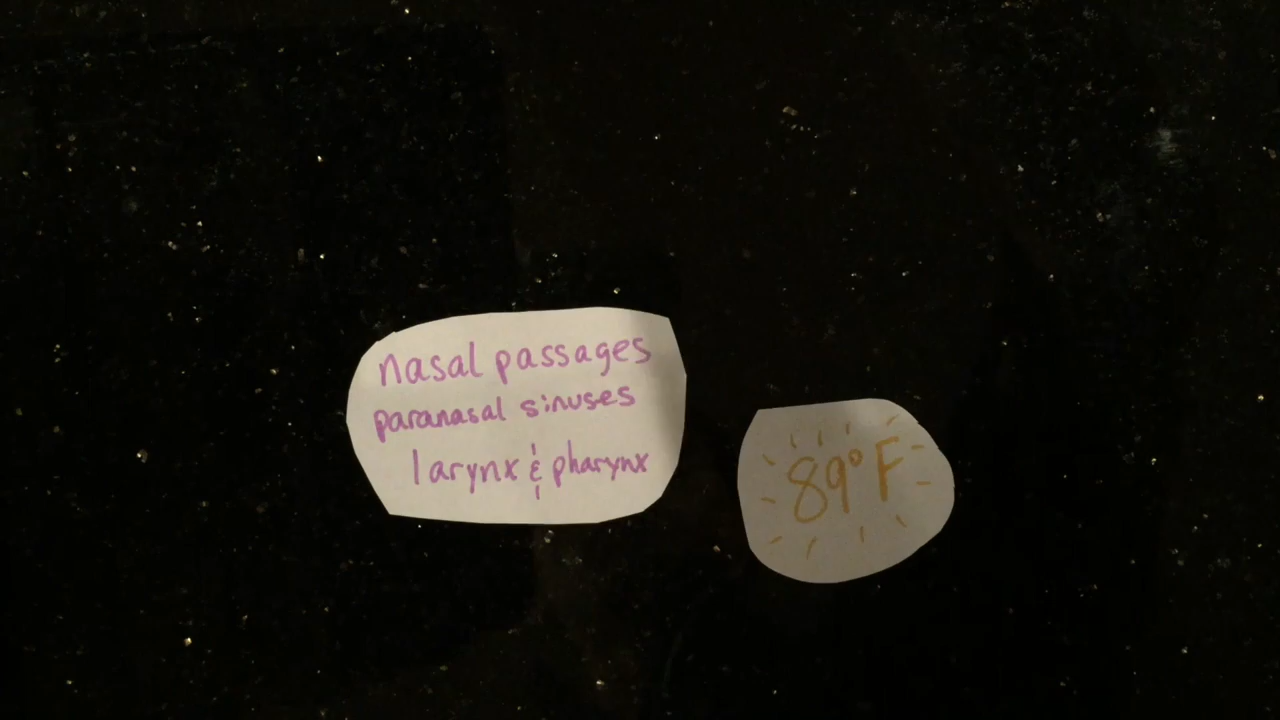 nasal passages
paranasal sinuses
larynx & pharynx
89° F